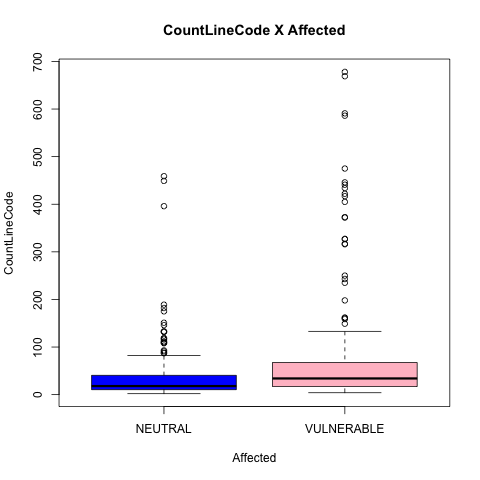 CountLineCode X Affected
CountLineCode
700
600
500
400
300
200
100
0
NEUTRAL
VULNERABLE
Affected